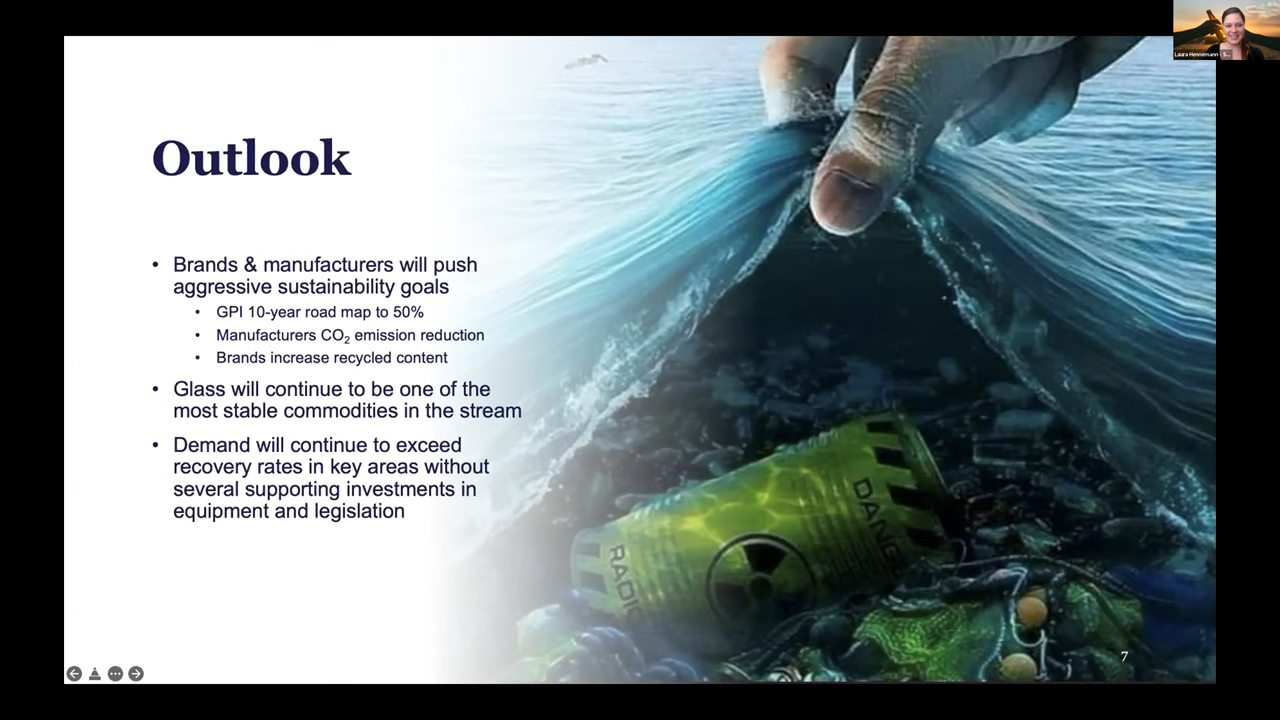 Laura Hennemann - S...
Outlook
• Brands & manufacturers will push
aggressive sustainability goals
• GPI 10-year road map to 50%
• Manufacturers CO₂ emission reduction
• Brands increase recycled content
• Glass will continue to be one of the
most stable commodities in the stream
• Demand will continue to exceed
recovery rates in key areas without
several supporting investments in
equipment and legislation
DANGE
RADIO
7